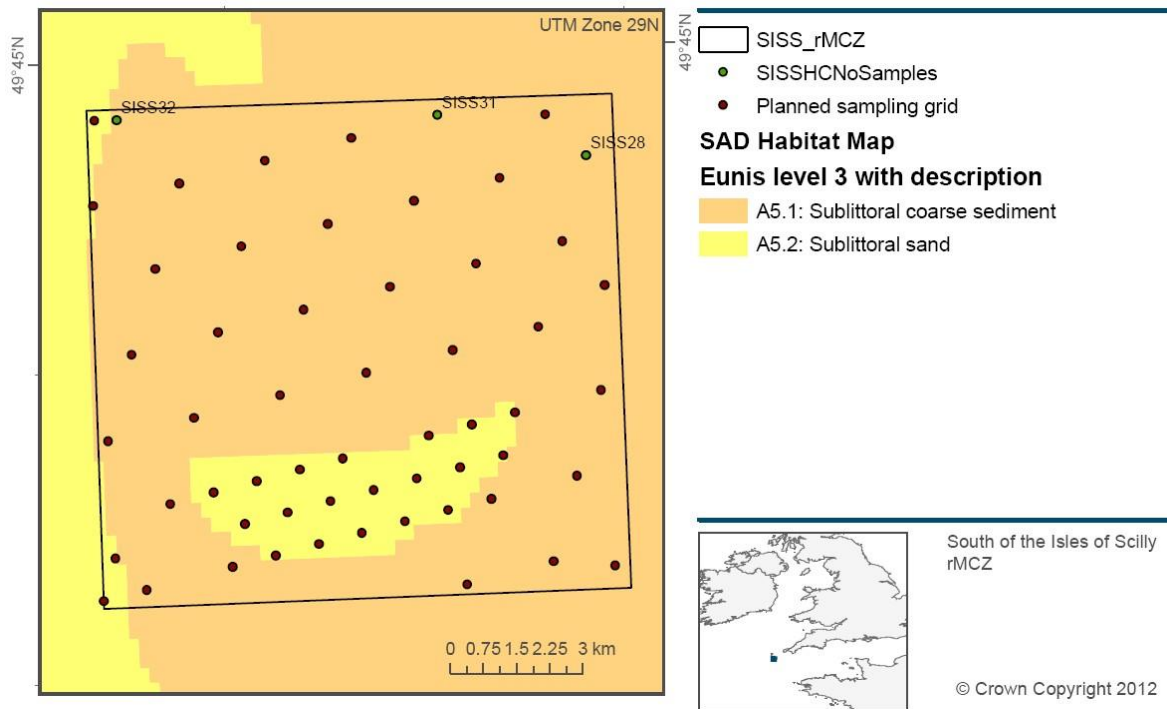 UTM Zone 29N
49°45'N
49°45'N
SISS32
SISS31
SISS28
0 0.75 1.5 2.25 3 km
SISS_rMCZ
SISSHCNoSamples
Planned sampling grid
SAD Habitat Map
Eunis level 3 with description
A5.1: Sublittoral coarse sediment
A5.2: Sublittoral sand
South of the Isles of Scilly
rMCZ
© Crown Copyright 2012